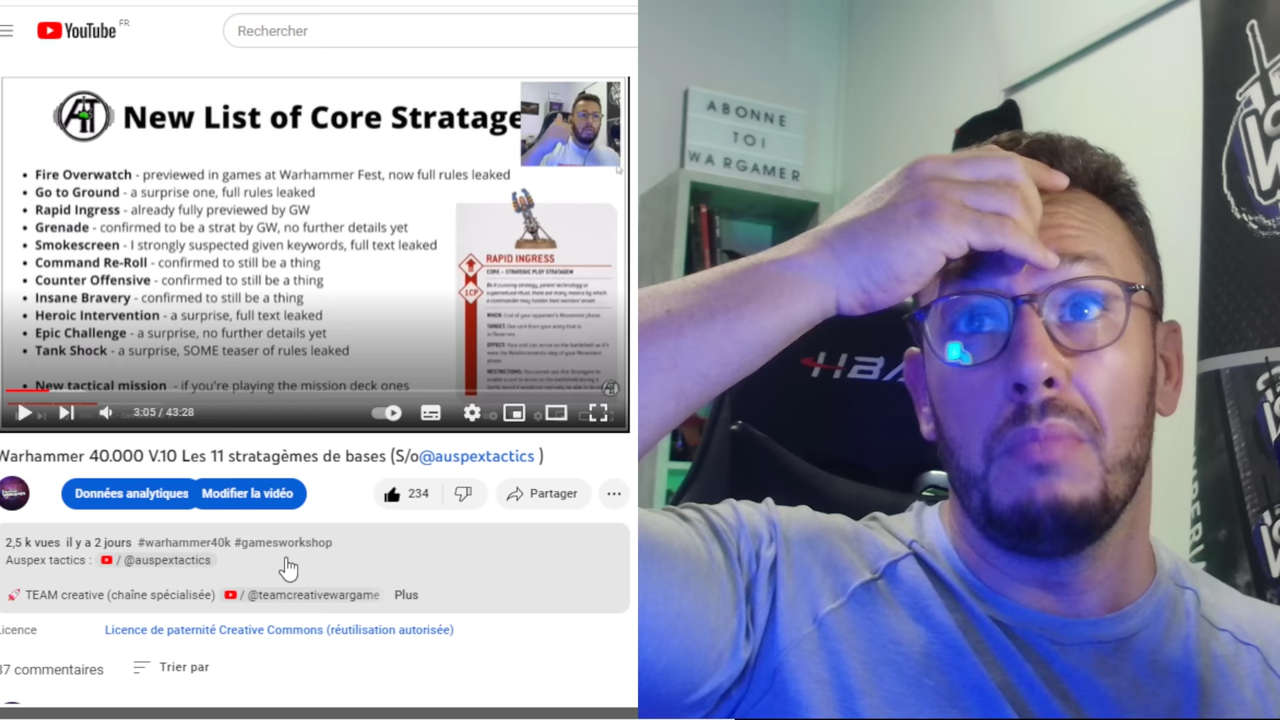 YouTube FR
Rechercher
New List of Core Stratage
Fire Overwatch - previewed in games at Warhammer Fest, now full rules leaked
Go to Ground - a surprise one, full rules leaked
Rapid Ingress - already fully previewed by GW
Grenade - confirmed to be a strat by GW, no further details yet
Smokescreen - I strongly suspected given keywords, full text leaked
Command Re-Roll - confirmed to still be a thing
Counter Offensive - confirmed to still be a thing
Insane Bravery - confirmed to still be a thing
Heroic Intervention - a surprise, full text leaked
Epic Challenge - a surprise, no further details yet
Tank Shock - a surprise, SOME teaser of rules leaked
New tactical mission - if you're playing the mission deck ones
RAPID INGRESS
CORE – STRATEGIC PLOY STRATAGEM
1CP
3:05 / 43:28
Warhammer 40.000 V.10 Les 11 stratagèmes de bases (S/o@auspextactics )
Données analytiques
Modifier la vidéo
234
Partager
2,5 k vues il y a 2 jours #warhammer40k #gamesworkshop
Auspex tactics : / @auspextactics
TEAM creative (chaîne spécialisée) / @teamcreativewargame Plus
Licence de paternité Creative Commons (réutilisation autorisée)
37 commentaires
Trier par
ABONNE
TOI
WARGAMER